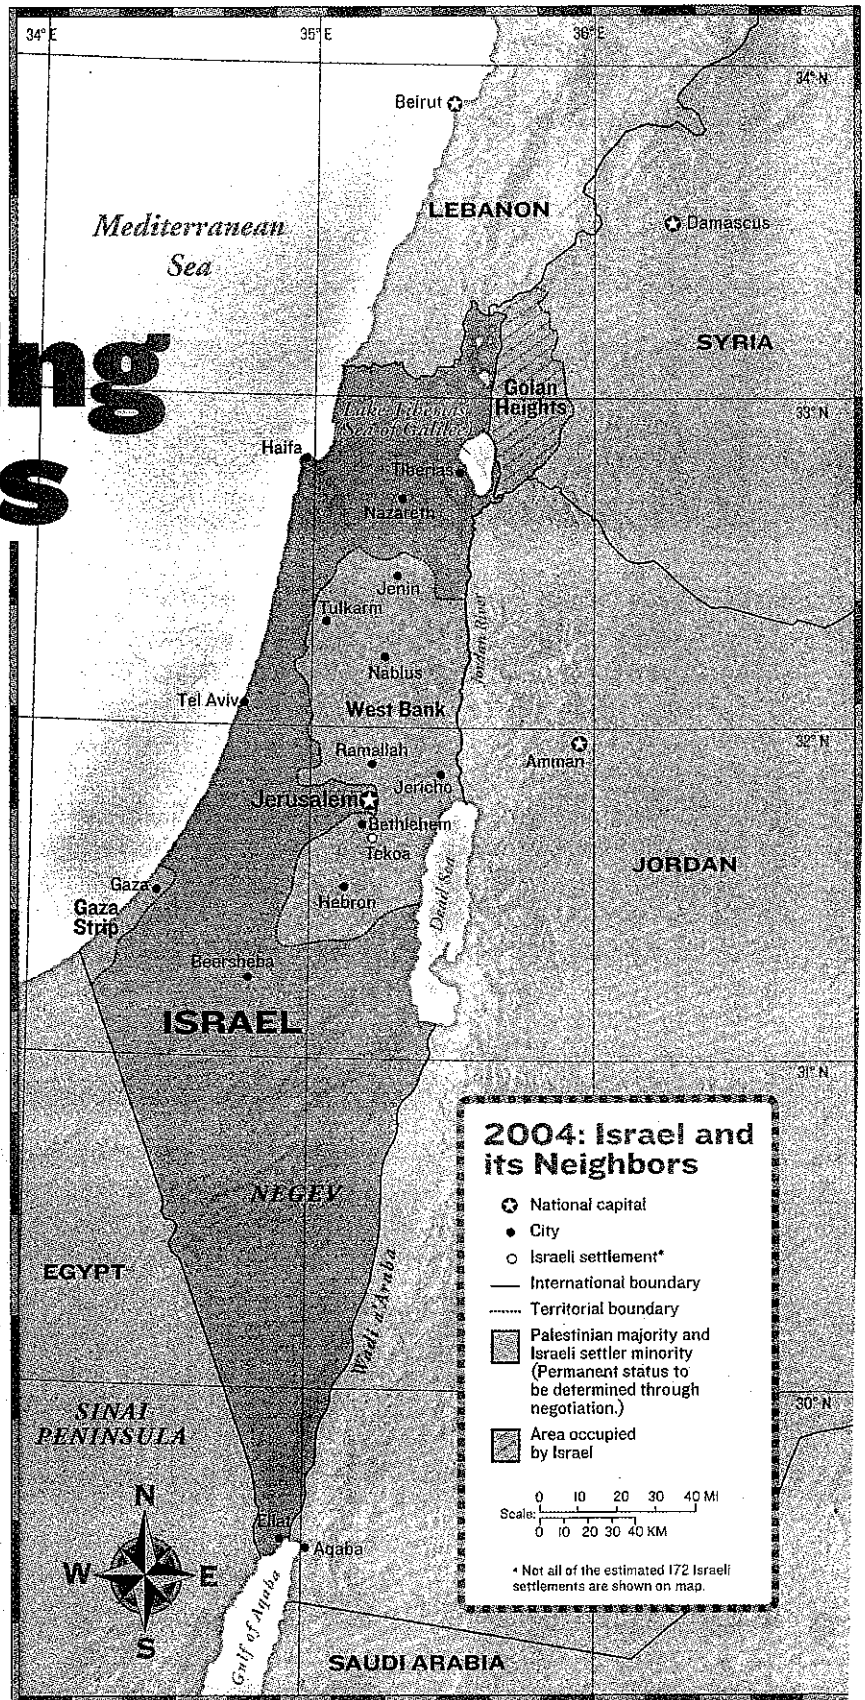 34° E
35° E
36° E
34° N
Beirut
LEBANON
Damascus
Mediterranean
Sea
ng
SYRIA
Golan
Heights
33° N
Lake Tiberias
Sea of Galilee
s
Haifa
Tiberias
Nazareth
Jenin
Tulkarm
Jordan River
Nablus
Tel Aviv
West Bank
32° N
Ramallah
Amman
Jericho
Jerusalem
Bethlehem
Tekoa
JORDAN
Gaza
Gaza
Strip
Hebron
Dead Sea
Beersheba
ISRAEL
31° N
2004: Israel and
its Neighbors
National capital
City
Israeli settlement*
International boundary
Territorial boundary
Palestinian majority and
Israeli settler minority
(Permanent status to
be determined through
negotiation.)
Area occupied
by Israel
0 10 20 30 40 MI
Scale:
0 10 20 30 40 KM
* Not all of the estimated 172 Israeli
settlements are shown on map.
NEGEV
EGYPT
Wadi d'Araba
30° N
SINAI
PENINSULA
N
W E
S
Eilat
Aqaba
Gulf of Aqaba
SAUDI ARABIA